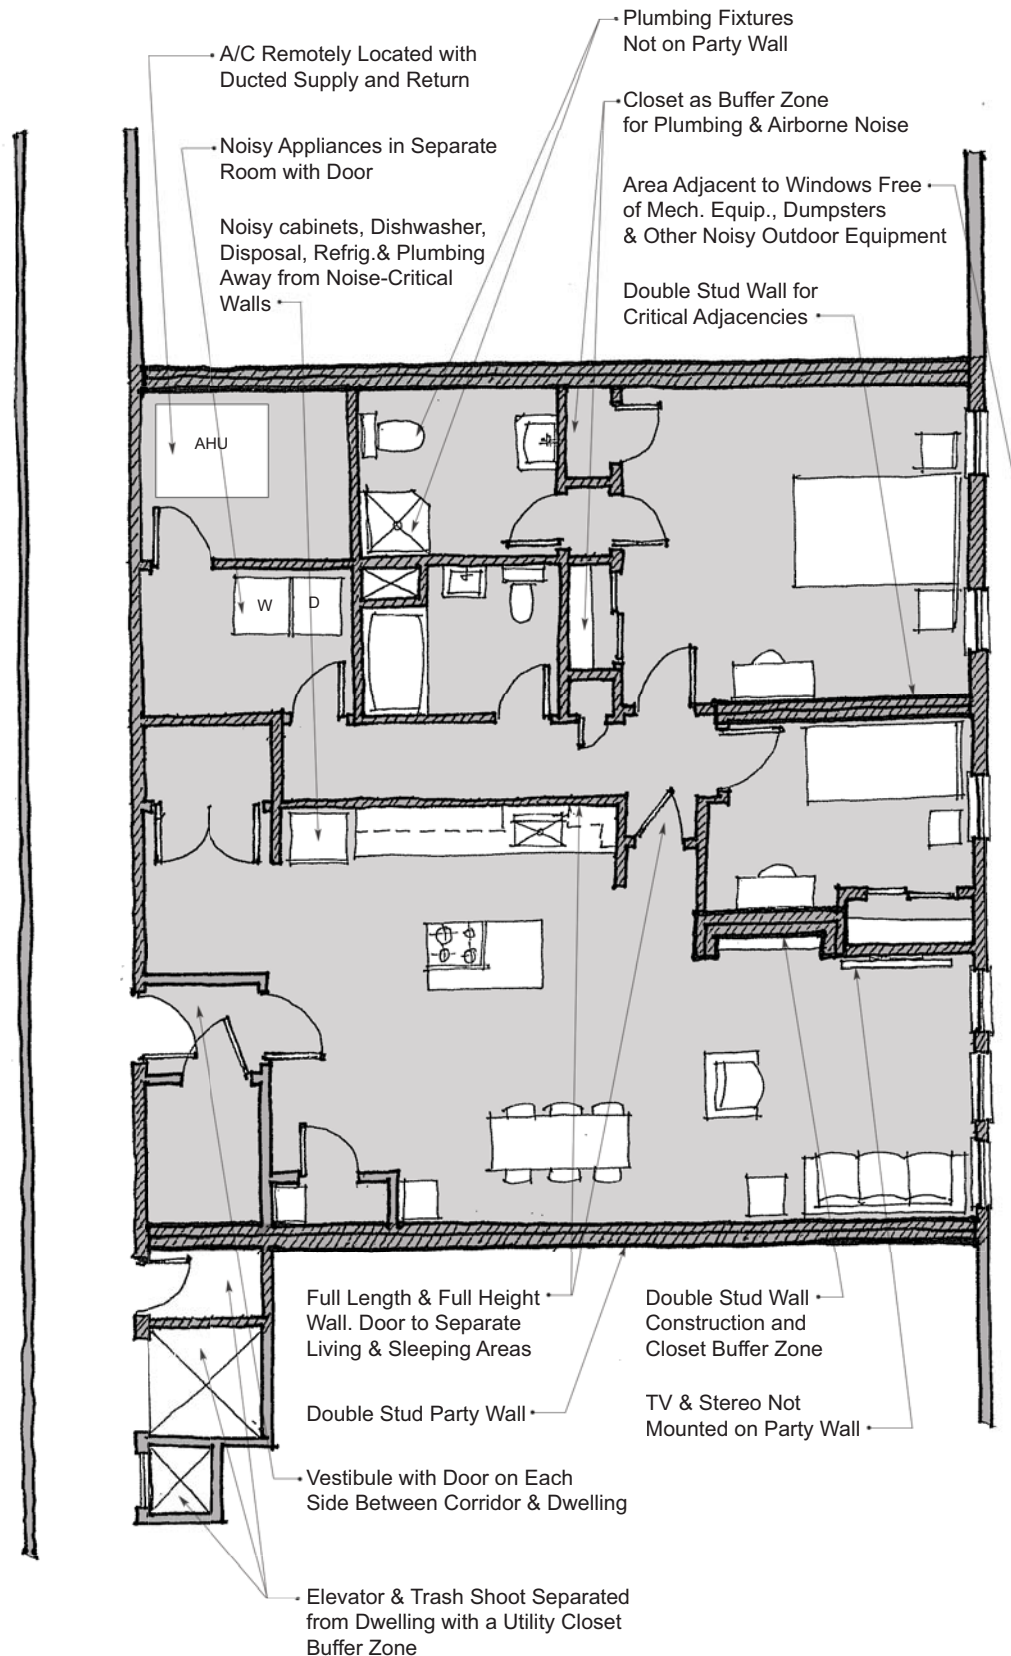 A/C Remotely Located with
Ducted Supply and Return
Noisy Appliances in Separate
Room with Door
Noisy cabinets, Dishwasher,
Disposal, Refrig.& Plumbing
Away from Noise-Critical
Walls
Plumbing Fixtures
Not on Party Wall
Closet as Buffer Zone
for Plumbing & Airborne Noise
Area Adjacent to Windows Free
of Mech. Equip., Dumpsters
& Other Noisy Outdoor Equipment
Double Stud Wall for
Critical Adjacencies
AHU
W
D
Full Length & Full Height
Wall. Door to Separate
Living & Sleeping Areas
Double Stud Party Wall
Vestibule with Door on Each
Side Between Corridor & Dwelling
Elevator & Trash Shoot Separated
from Dwelling with a Utility Closet
Buffer Zone
Double Stud Wall
Construction and
Closet Buffer Zone
TV & Stereo Not
Mounted on Party Wall